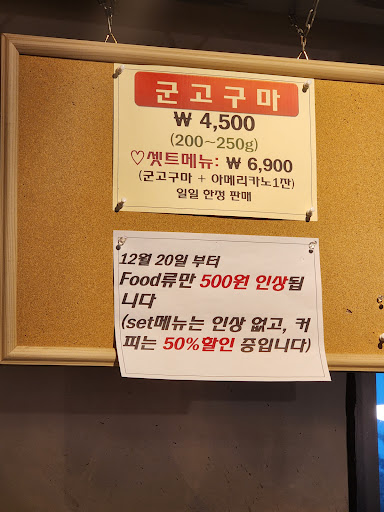 군고구마
₩ 4,500
(200~250g)
♡셋트메뉴: ₩ 6,900
(군고구마 + 아메리카노1잔)
일일 한정 판매
12월 20일 부터
Food류만 500원 인상됩
니다
(set메뉴는 인상 없고, 커
피는 50%할인 중입니다)